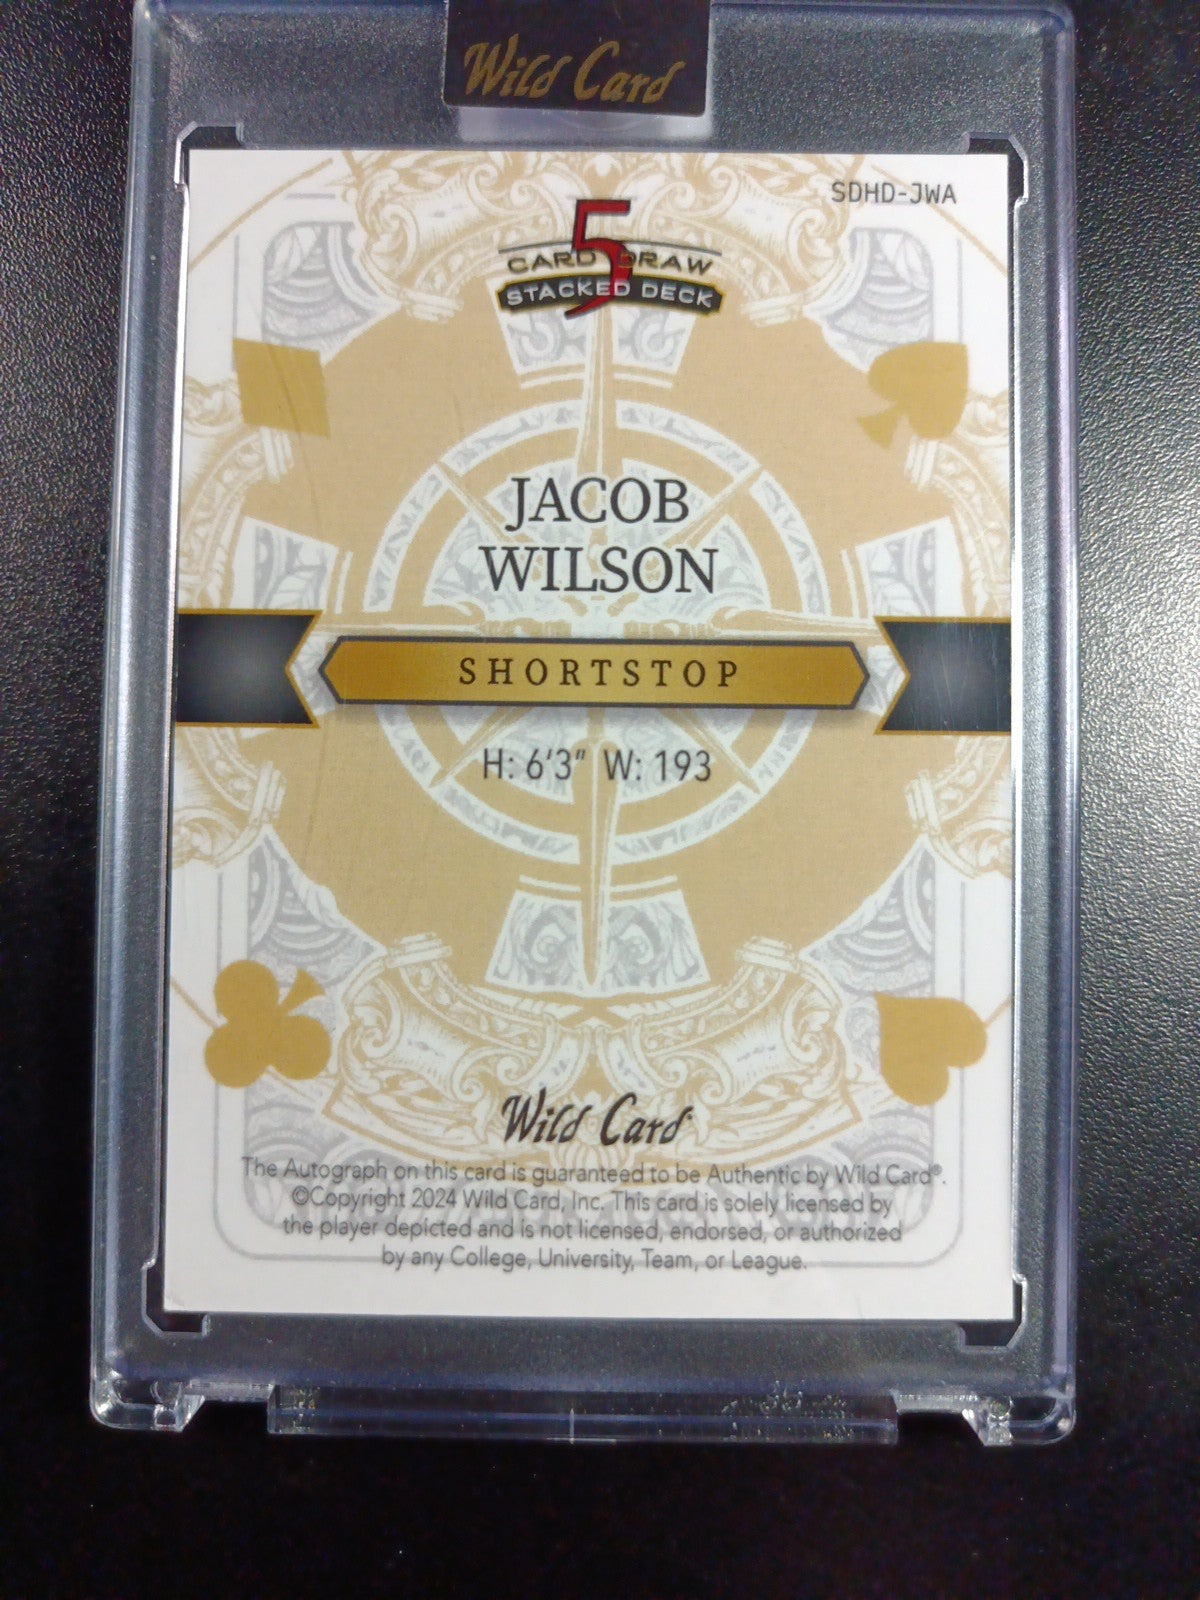 Wild Card
SDHD-JWA
5
CARD DRAW
STACKED DECK
JACOB
WILSON
SHORTSTOP
H: 6'3" W: 193
Wild Card
The Autograph on this card is guaranteed to be Authentic by Wild Card®.
©Copyright 2024 Wild Card, Inc. This card is solely licensed by
the player depicted and is not licensed, endorsed, or authorized
by any College, University, Team, or League.